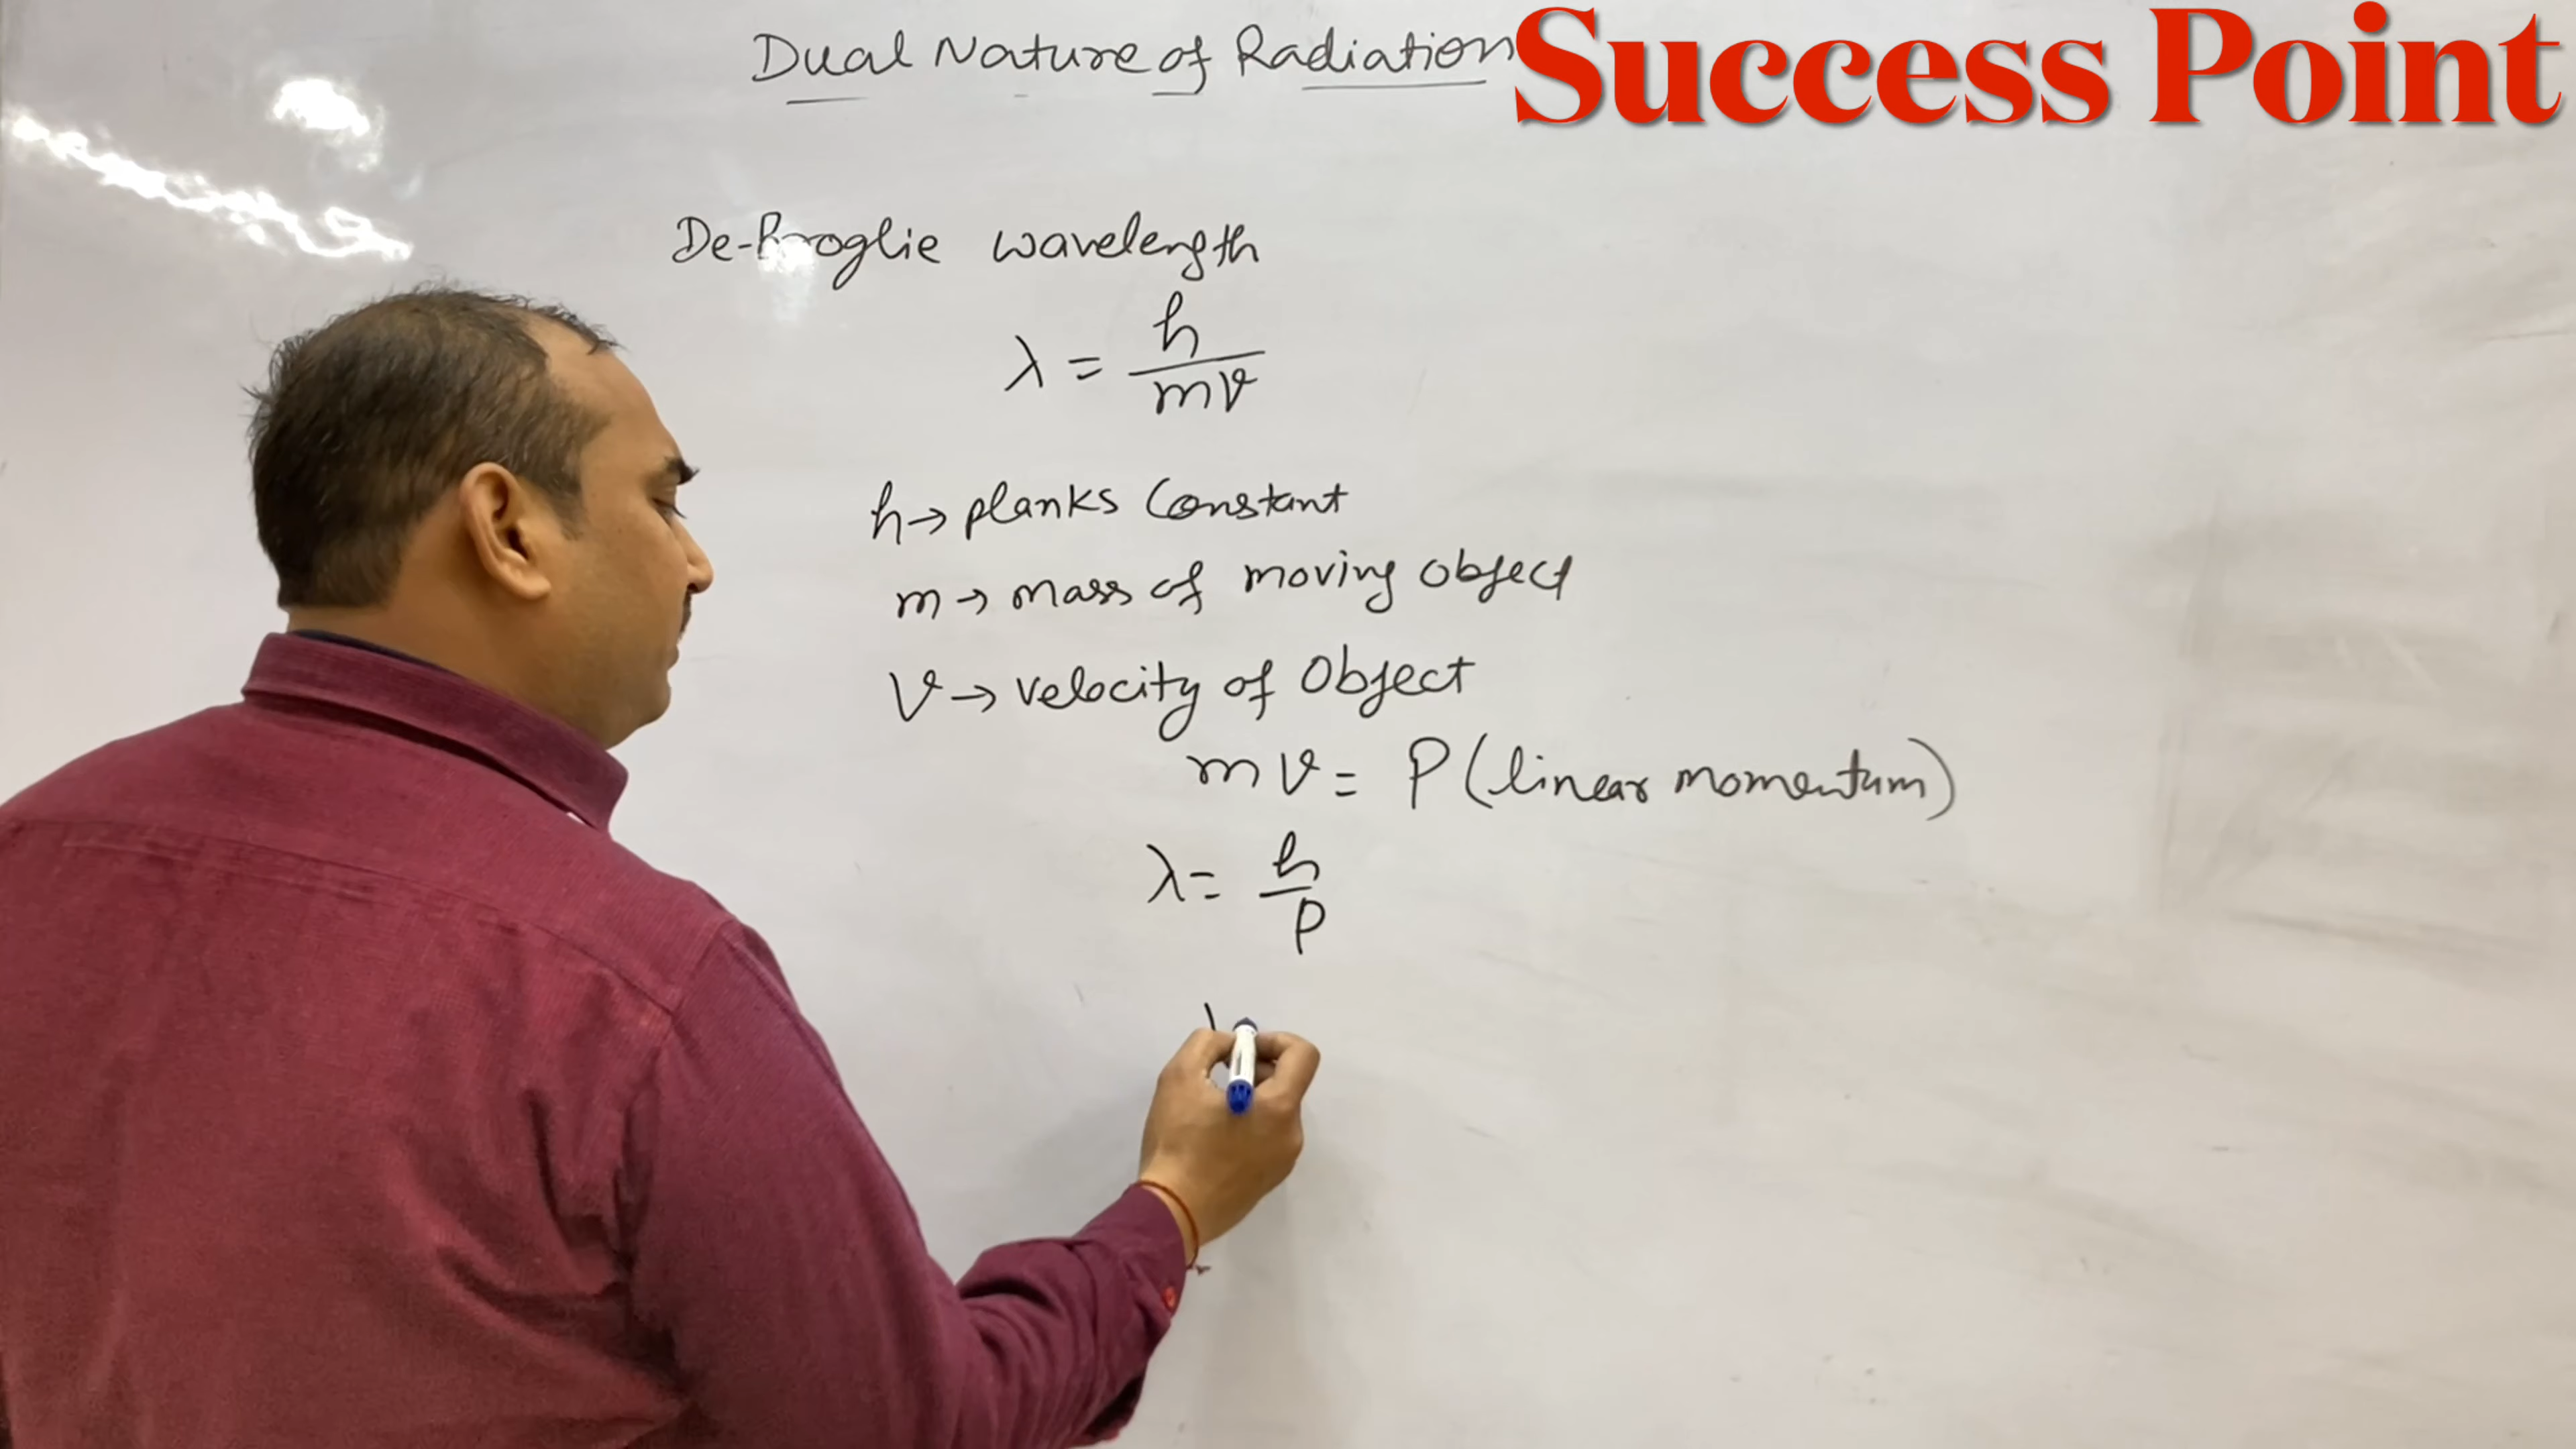 Dual Nature of Radiation
Success Point
De-Broglie wavelength
λ = h/mv
h → planks Constant
m → mass of moving object
v → velocity of Object
mv = P (linear momentum)
λ = h/p